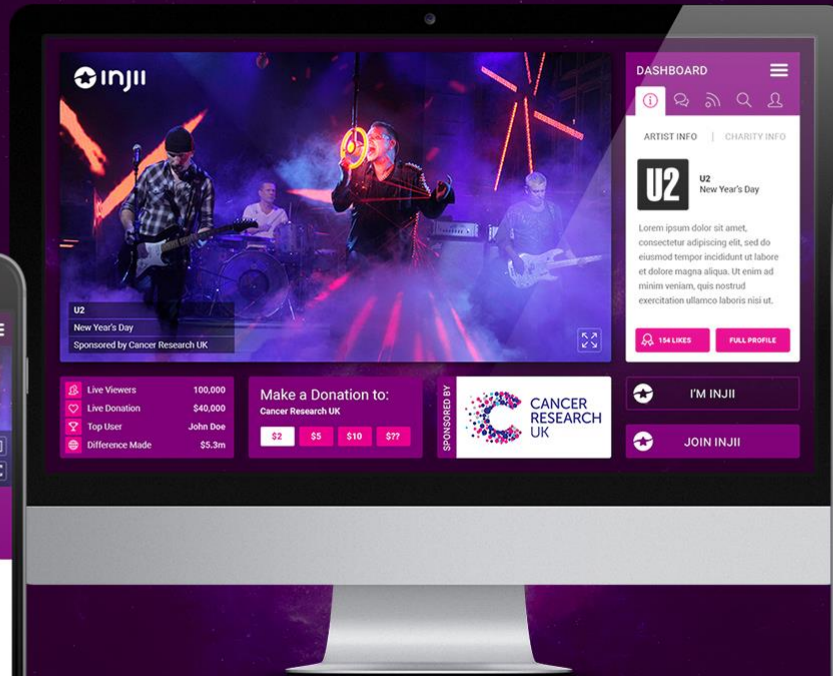 INJII
U2
New Year's Day
Sponsored by Cancer Research UK
DASHBOARD
ARTIST INFO | CHARITY INFO
U2
U2
New Year's Day
Lorem ipsum dolor sit amet,
consectetur adipiscing elit, sed do
eiusmod tempor incididunt ut labore
et dolore magna aliqua. Ut enim ad
minim veniam, quis nostrud
exercitation ullamco laboris nisi ut.
154 LIKES
FULL PROFILE
Live Viewers 100,000
Live Donation $40,000
Top User John Doe
Difference Made $5.3m
Make a Donation to:
Cancer Research UK
$2 $5 $10 $??
SPONSORED BY
CANCER
RESEARCH
UK
I'M INJII
JOIN INJII